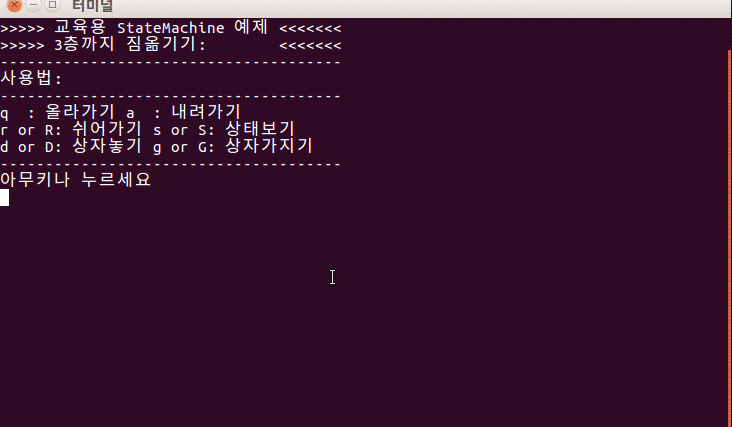 터미널
>>>>> 교육용 StateMachine 예제 <<<<<<<
>>>>> 3층까지 짐옮기기:        <<<<<<<
--------------------------------------
사용법:
--------------------------------------
q  : 올라가기 a  : 내려가기
r or R: 쉬어가기 s or S: 상태보기
d or D: 상자놓기 g or G: 상자가지기
--------------------------------------
아무키나 누르세요